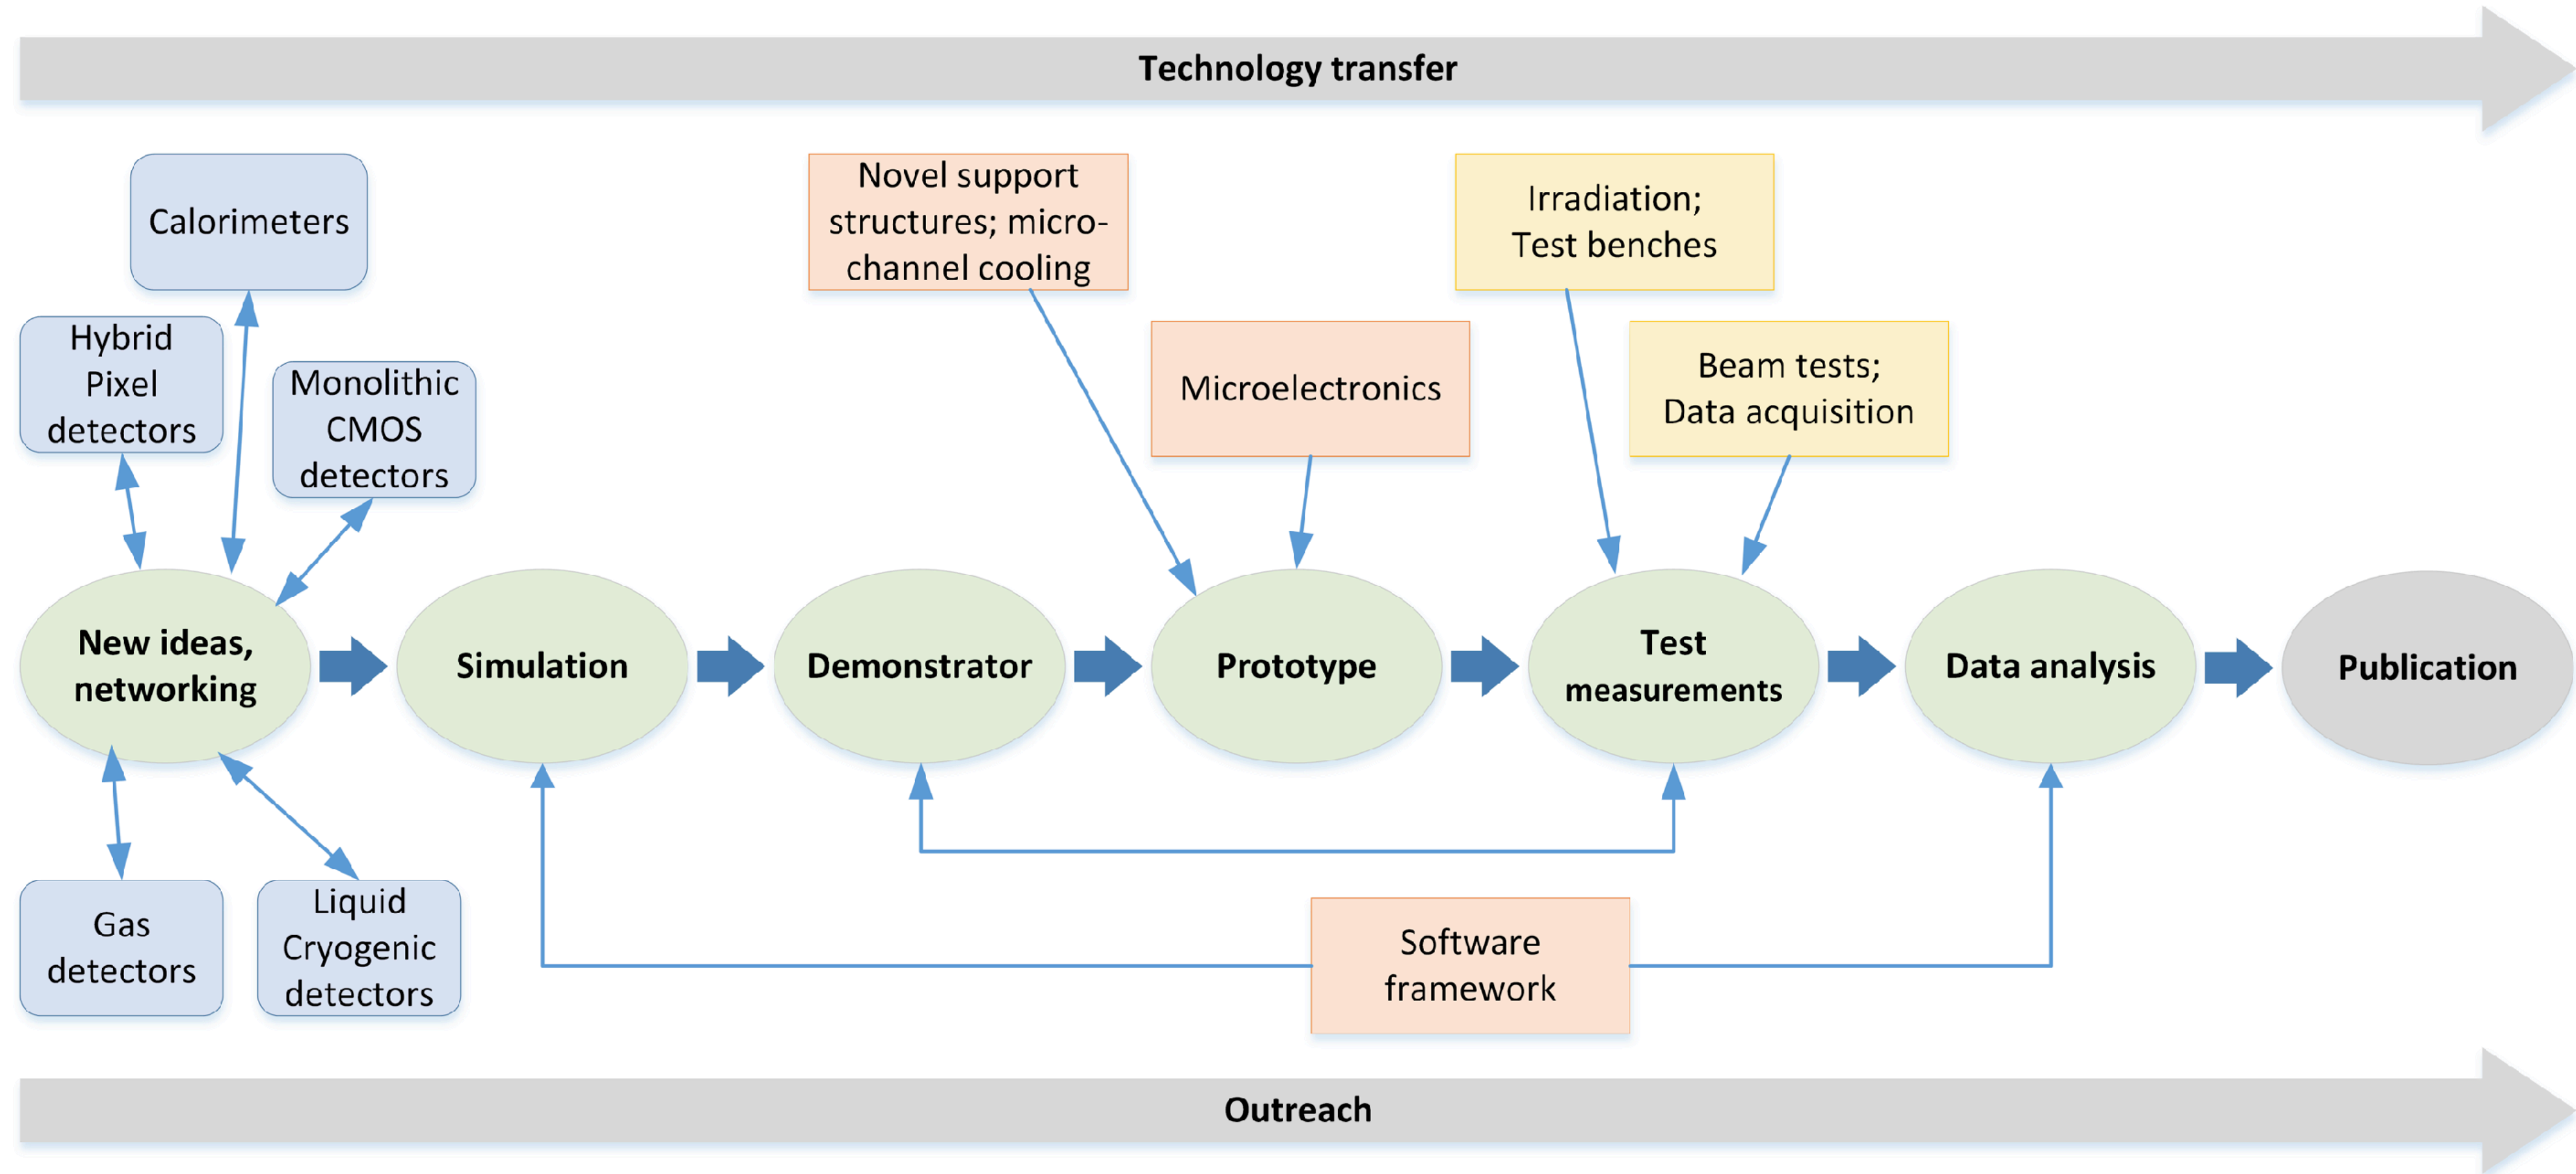 Technology transfer
Calorimeters
Novel support
structures; micro-
channel cooling
Irradiation;
Test benches
Hybrid
Pixel
detectors
Monolithic
CMOS
detectors
Microelectronics
Beam tests;
Data acquisition
New ideas,
networking
Simulation
Demonstrator
Prototype
Test
measurements
Data analysis
Publication
Gas
detectors
Liquid
Cryogenic
detectors
Software
framework
Outreach